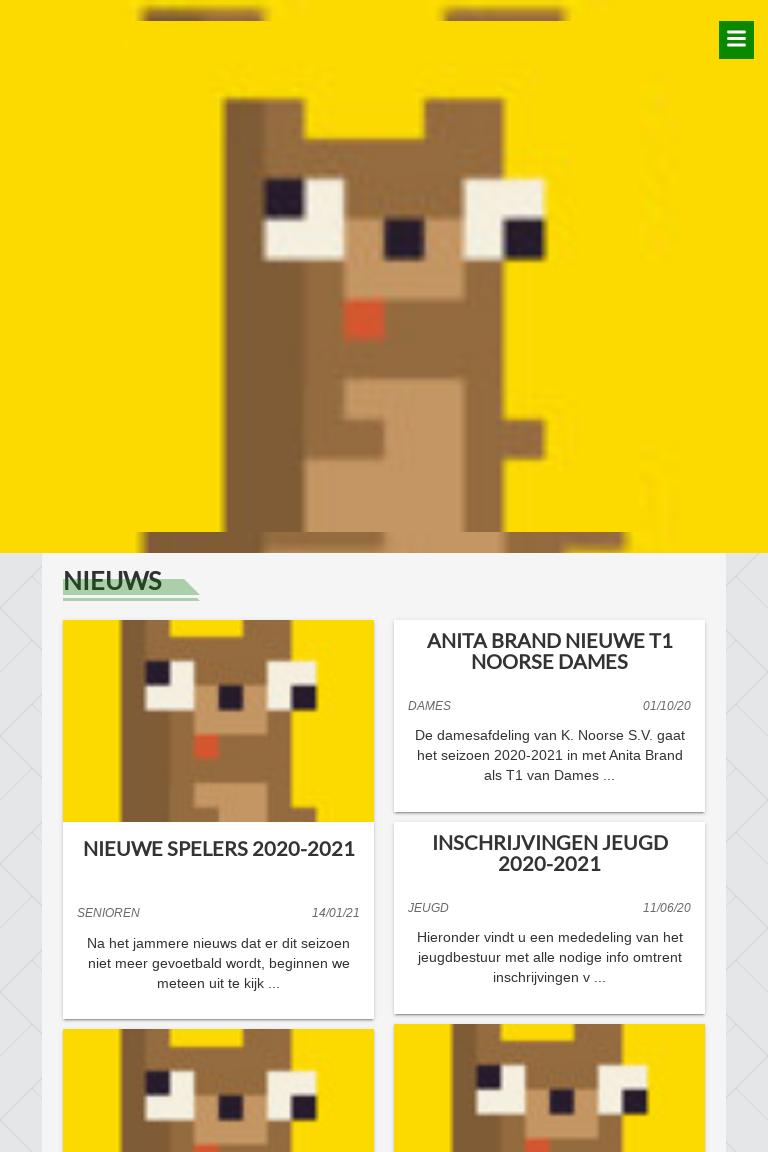 NIEUWS
NIEUWE SPELERS 2020-2021
SENIOREN 14/01/21
Na het jammere nieuws dat er dit seizoen
niet meer gevoetbald wordt, beginnen we
meteen uit te kijk ...
ANITA BRAND NIEUWE T1
NOORSE DAMES
DAMES 01/10/20
De damesafdeling van K. Noorse S.V. gaat
het seizoen 2020-2021 in met Anita Brand
als T1 van Dames ...
INSCHRIJVINGEN JEUGD
2020-2021
JEUGD 11/06/20
Hieronder vindt u een mededeling van het
jeugdbestuur met alle nodige info omtrent
inschrijvingen v ...